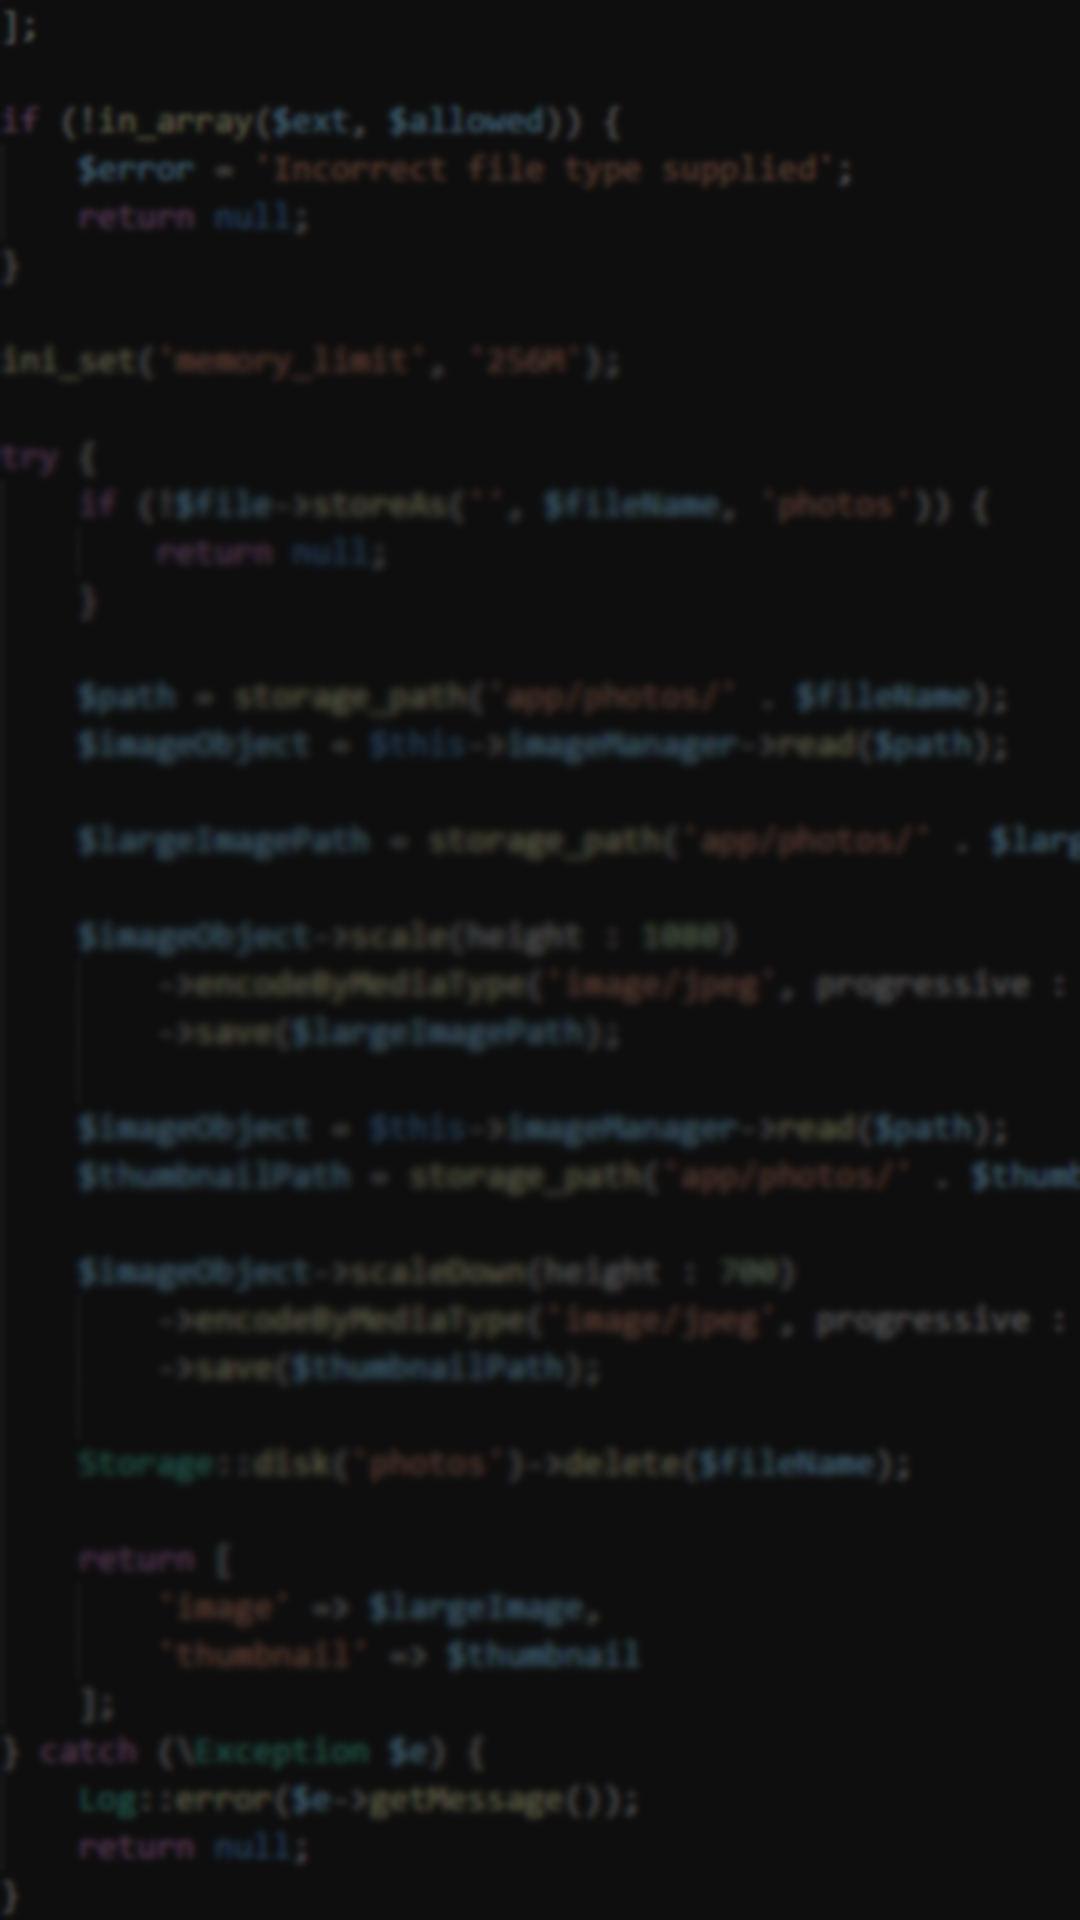 ];
if (!in_array($ext, $allowed)) {
$error = 'Incorrect file type supplied';
return null;
}
ini_set('memory_limit', '256M');
try {
if (!$file->storeAs('', $fileName, 'photos')) {
return null;
}
$path = storage_path('app/photos/' . $fileName);
$imageObject = $this->imageManager->read($path);
$largeImagePath = storage_path('app/photos/' . $larg
$imageObject->scale(height : 1080)
->encodeByMediaType('image/jpeg', progressive :
->save($largeImagePath);
$imageObject = $this->imageManager->read($path);
$thumbnailPath = storage_path('app/photos/' . $thumb
$imageObject->scaleDown(height : 700)
->encodeByMediaType('image/jpeg', progressive :
->save($thumbnailPath);
Storage::disk('photos')->delete($fileName);
return [
'image' => $largeImage,
'thumbnail' => $thumbnail
];
} catch (\Exception $e) {
Log::error($e->getMessage());
return null;
}